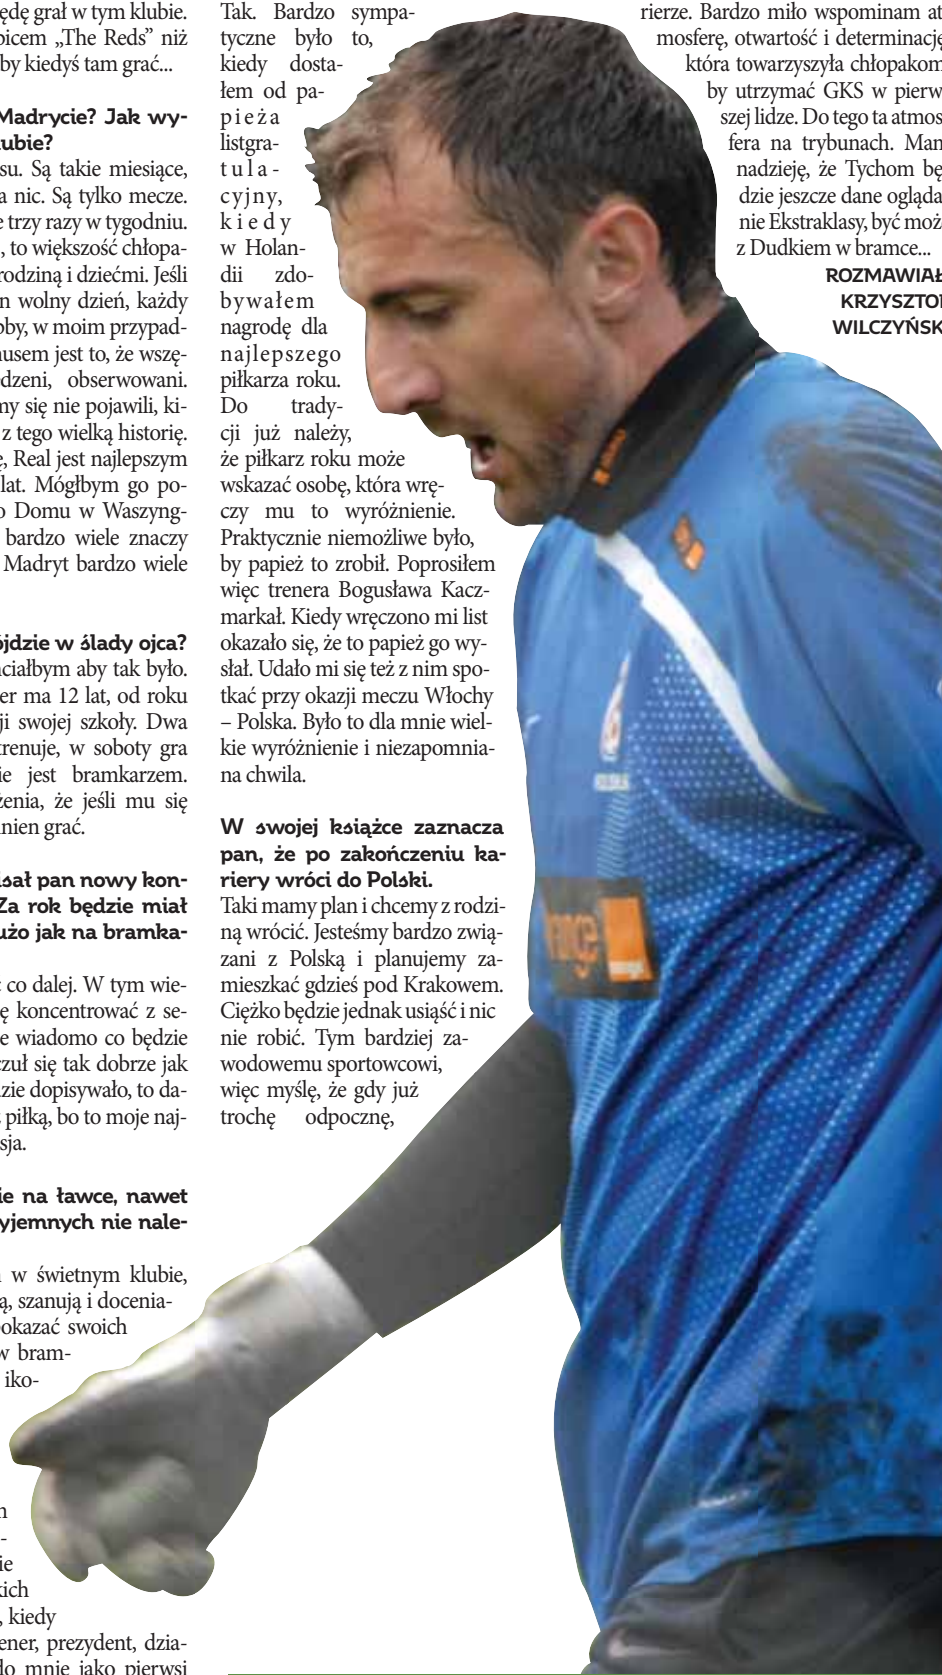 ędę grał w tym klubie.
bicem „The Reds” niż
by kiedyś tam grać...
Madrycie? Jak wy-
lubie?
su. Są takie miesiące,
a nic. Są tylko mecze.
e trzy razy w tygodniu.
, to większość chłopa-
rodziną i dziećmi. Jeśli
n wolny dzień, każdy
bby, w moim przypad-
nusem jest to, że wszę-
dzeni, obserwowani.
my się nie pojawili, ki-
z tego wielką historię.
ę, Real jest najlepszym
lat. Mógłbym go po-
o Domu w Waszyng-
bardzo wiele znaczy
Madryt bardzo wiele
ójdzie w ślady ojca?
nciałbym aby tak było.
er ma 12 lat, od roku
ji swojej szkoły. Dwa
trenuje, w soboty gra
ie jest bramkarzem.
żenia, że jeśli mu się
nien grać.
isał pan nowy kon-
Za rok będzie miał
użo jak na bramka-
ć co dalej. W tym wie-
ę koncentrować z se-
e wiadomo co będzie
czuł się tak dobrze jak
zie dopisywało, to da-
piłką, bo to moje naj-
sja.
ie na ławce, nawet
yjemnych nie nale-
w świetnym klubie,
ą, szanują i docenia-
pokazać swoich
w bram-
iko-
n
-
ie
kich
, kiedy
ener, prezydent, dzia-
do mnie jako pierwsi
Tak. Bardzo sympa-
tyczne było to,
kiedy dosta-
łem od pa-
pieża
listgra-
tula-
cyjny,
kiedy
w Holan-
dii zdo-
bywałem
nagrodę dla
najlepszego
piłkarza roku.
Do trady-
cji już należy,
że piłkarz roku może
wskazać osobę, która wrę-
czy mu to wyróżnienie.
Praktycznie niemożliwe było,
by papież to zrobił. Poprosiłem
więc trenera Bogusława Kacz-
markał. Kiedy wręczono mi list
okazało się, że to papież go wy-
słał. Udało mi się też z nim spo-
tkać przy okazji meczu Włochy
– Polska. Było to dla mnie wiel-
kie wyróżnienie i niezapomnia-
na chwila.
W swojej książce zaznacza
pan, że po zakończeniu ka-
riery wróci do Polski.
Taki mamy plan i chcemy z rodzi-
ną wrócić. Jesteśmy bardzo zwią-
zani z Polską i planujemy za-
mieszkać gdzieś pod Krakowem.
Ciężko będzie jednak usiąść i nic
nie robić. Tym bardziej za-
wodowemu sportowcowi,
więc myślę, że gdy już
trochę odpocznę,
rierze. Bardzo miło wspominam at
mosferę, otwartość i determinację
która towarzyszyła chłopakom
by utrzymać GKS w pierw
szej lidze. Do tego ta atmos
fera na trybunach. Mam
nadzieję, że Tychom bę
dzie jeszcze dane ogląda
nie Ekstraklasy, być moż
z Dudkiem w bramce...
ROZMAWIAŁ
KRZYSZTOF
WILCZYŃSK
range